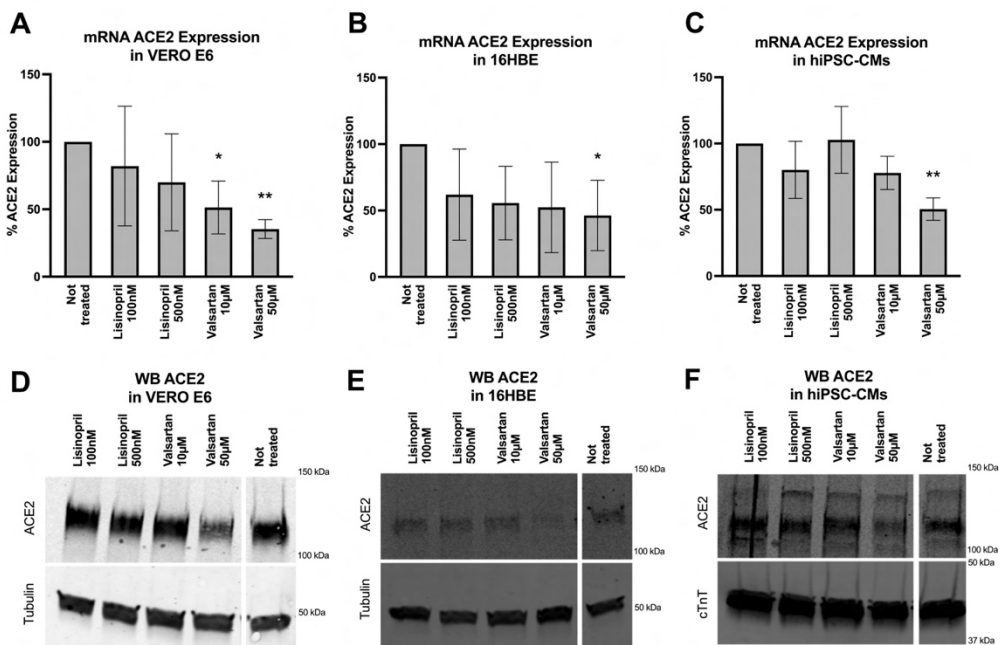 A
mRNA ACE2 Expression
in VERO E6
% ACE2 Expression
150
100
50
0
Not
treated
Lisinopril
100nM
Lisinopril
500nM
Valsartan
10µM
Valsartan
50µM
*
**
B
mRNA ACE2 Expression
in 16HBE
% ACE2 Expression
150
100
50
0
Not
treated
Lisinopril
100nM
Lisinopril
500nM
Valsartan
10µM
Valsartan
50µM
*
C
mRNA ACE2 Expression
in hiPSC-CMs
% ACE2 Expression
150
100
50
0
Not
treated
Lisinopril
100nM
Lisinopril
500nM
Valsartan
10µM
Valsartan
50µM
**
D
WB ACE2
in VERO E6
Lisinopril
100nM
Lisinopril
500nM
Valsartan
10µM
Valsartan
50µM
Not
treated
150 kDa
ACE2
100 kDa
Tubulin
50 kDa
E
WB ACE2
in 16HBE
Lisinopril
100nM
Lisinopril
500nM
Valsartan
10µM
Valsartan
50µM
Not
treated
150 kDa
ACE2
100 kDa
Tubulin
50 kDa
F
WB ACE2
in hiPSC-CMs
Lisinopril
100nM
Lisinopril
500nM
Valsartan
10µM
Valsartan
50µM
Not
treated
150 kDa
ACE2
100 kDa
50 kDa
cTnT
37 kDa